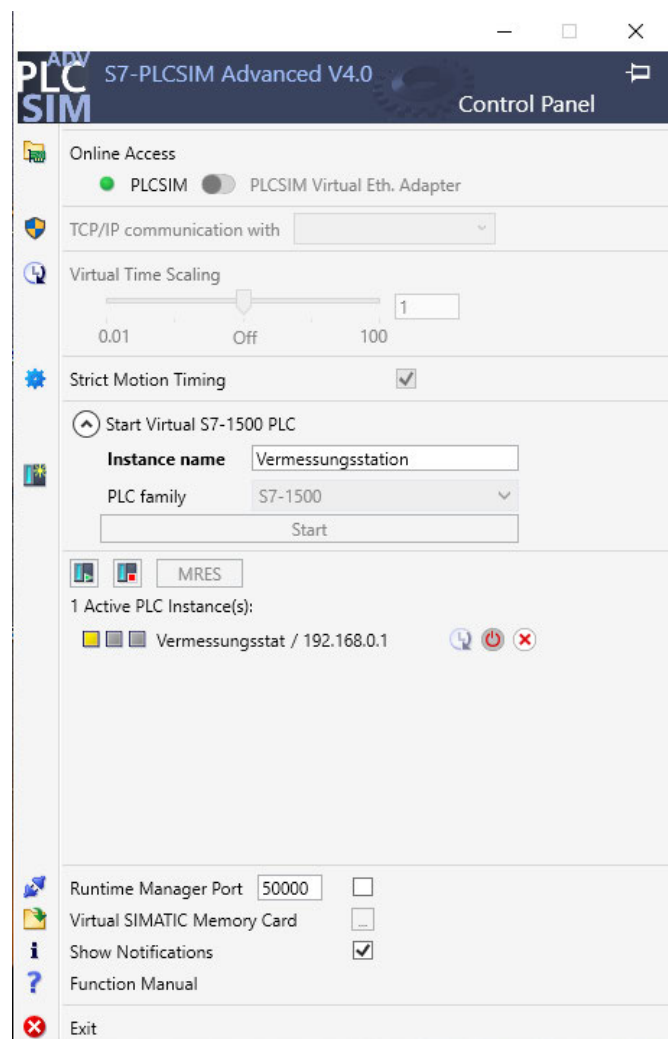 PLC ADV
SIM
S7-PLCSIM Advanced V4.0
Control Panel
Online Access
PLCSIM PLCSIM Virtual Eth. Adapter
TCP/IP communication with
Virtual Time Scaling
1
0.01 Off 100
Strict Motion Timing
Start Virtual S7-1500 PLC
Instance name Vermessungsstation
PLC family S7-1500
Start
MRES
1 Active PLC Instance(s):
Vermessungsstat / 192.168.0.1
Runtime Manager Port 50000
Virtual SIMATIC Memory Card ...
Show Notifications
Function Manual
Exit